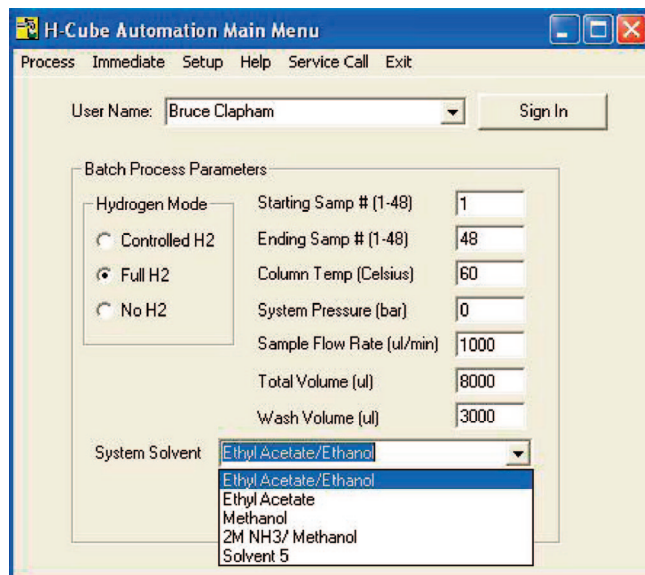 H-Cube Automation Main Menu
Process Immediate Setup Help Service Call Exit
User Name: Bruce Clapham Sign In
Batch Process Parameters
Hydrogen Mode
Controlled H2
Full H2
No H2
Starting Samp # (1-48) 1
Ending Samp # (1-48) 48
Column Temp (Celsius) 60
System Pressure (bar) 0
Sample Flow Rate (ul/min) 1000
Total Volume (ul) 8000
Wash Volume (ul) 3000
System Solvent Ethyl Acetate/Ethanol
Ethyl Acetate/Ethanol
Ethyl Acetate
Methanol
2M NH3/ Methanol
Solvent 5